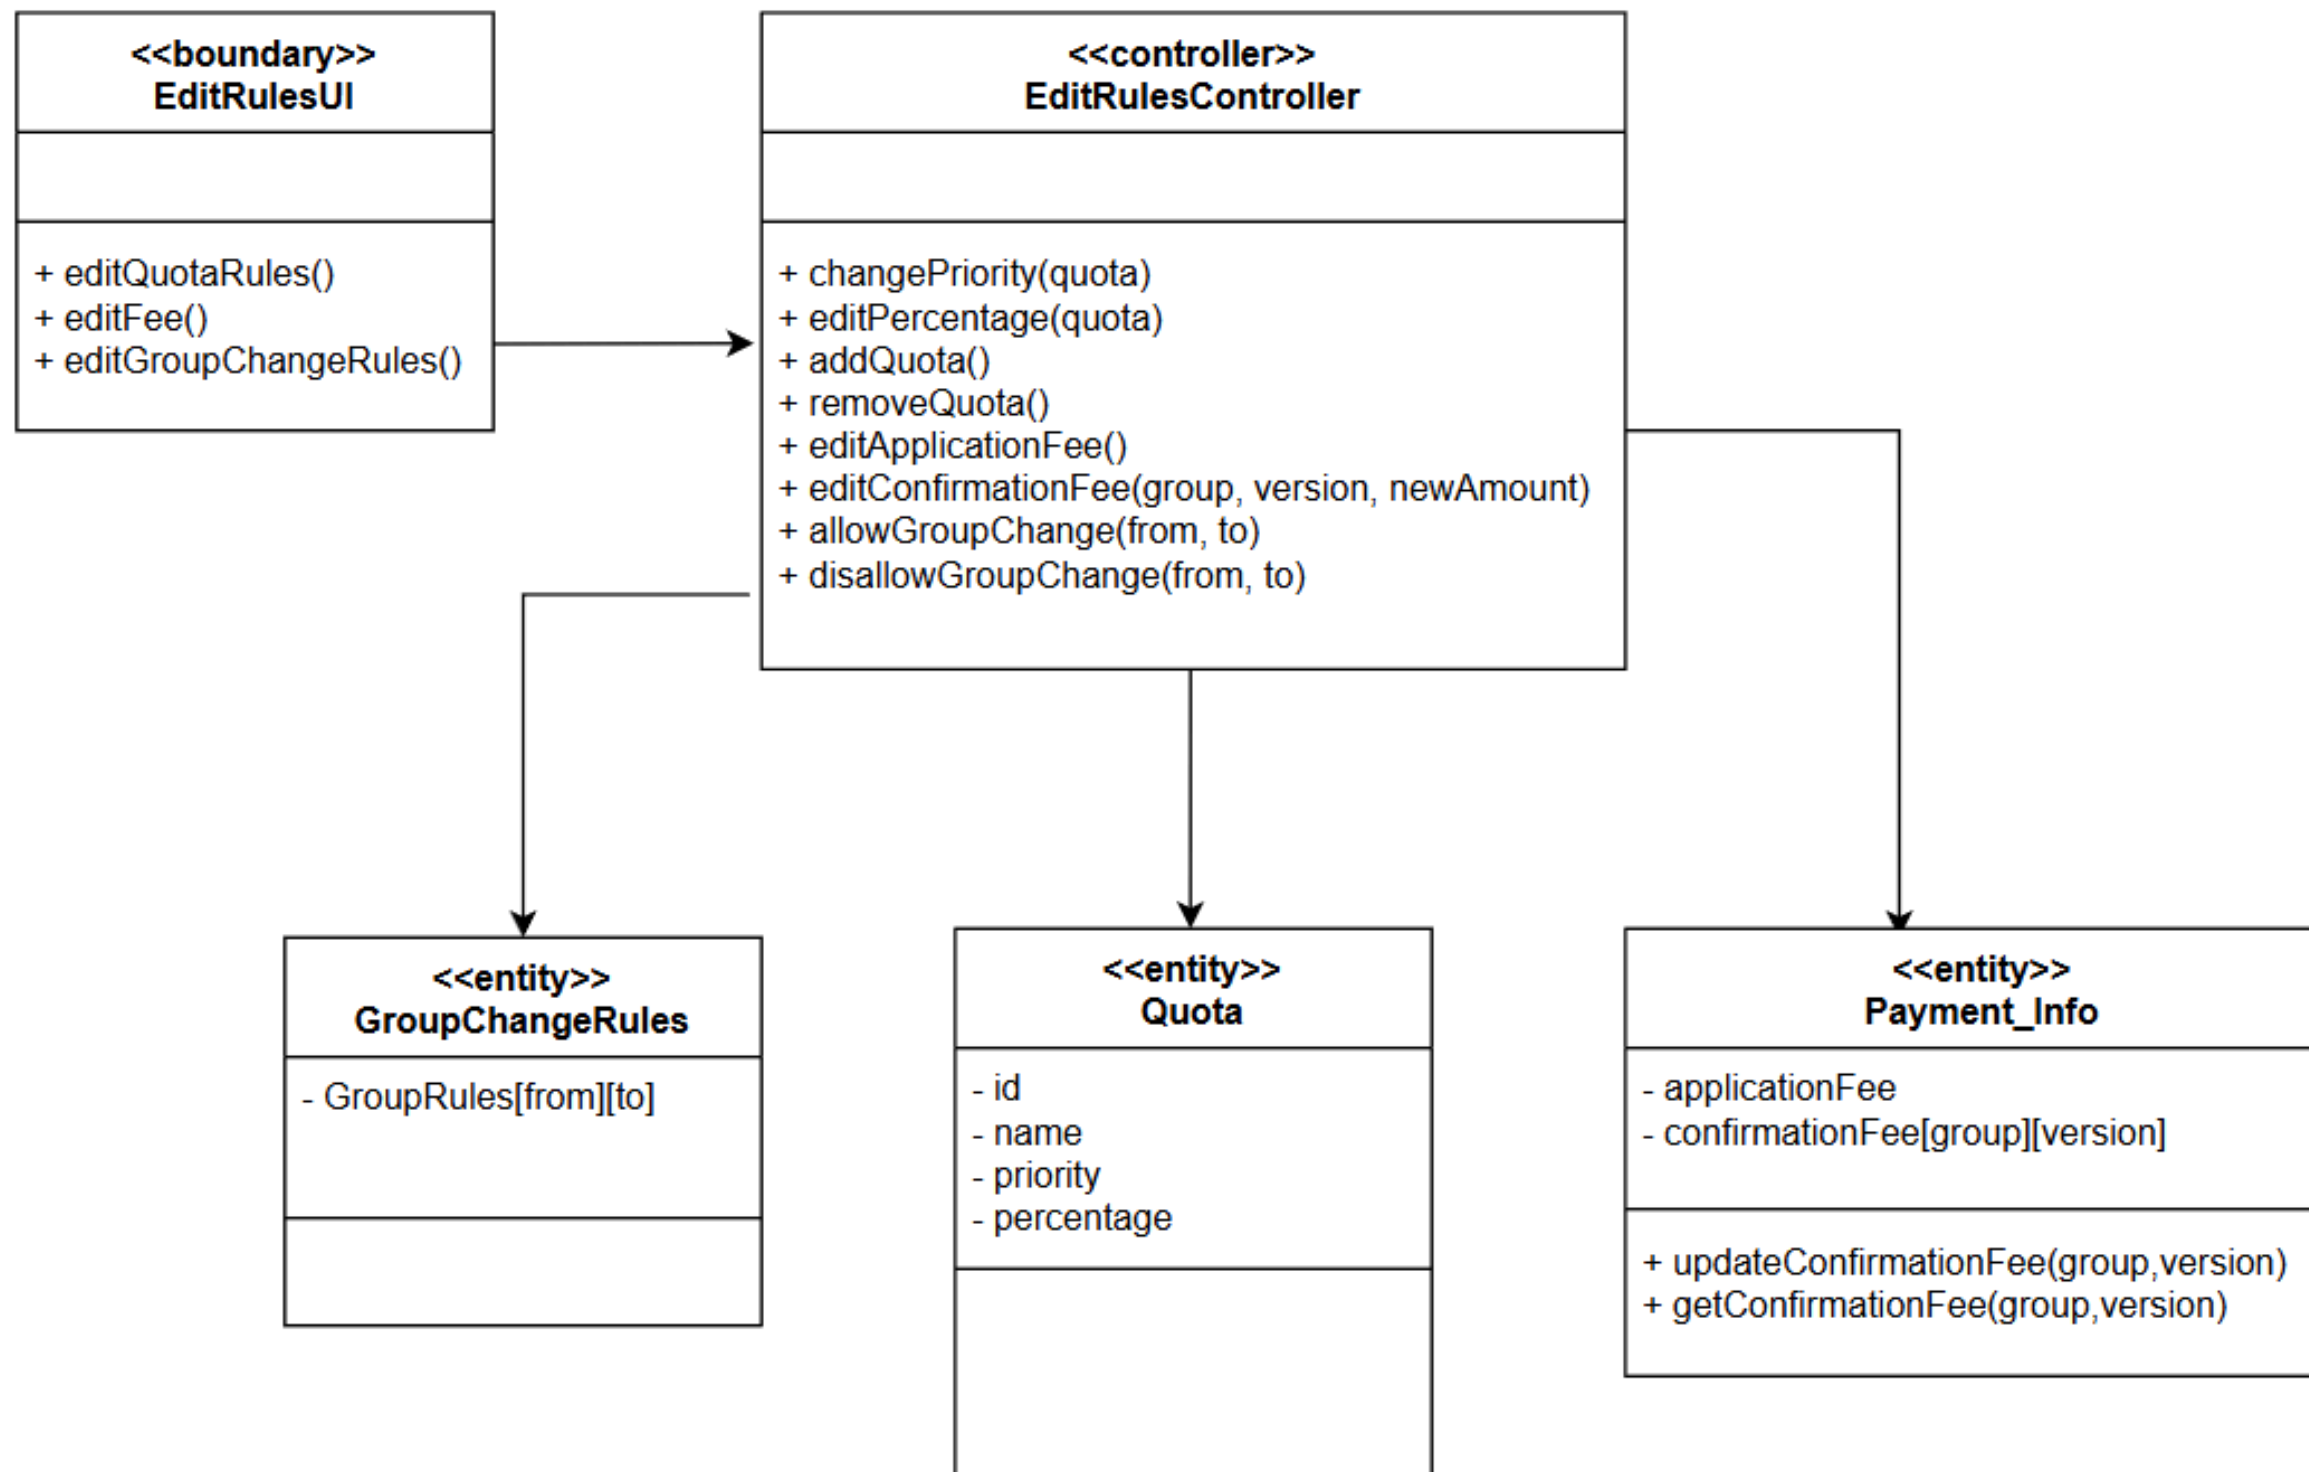 <<boundary>>
EditRulesUI
+ editQuotaRules()
+ editFee()
+ editGroupChangeRules()
<<controller>>
EditRulesController
+ changePriority(quota)
+ editPercentage(quota)
+ addQuota()
+ removeQuota()
+ editApplicationFee()
+ editConfirmationFee(group, version, newAmount)
+ allowGroupChange(from, to)
+ disallowGroupChange(from, to)
<<entity>>
GroupChangeRules
- GroupRules[from][to]
<<entity>>
Quota
- id
- name
- priority
- percentage
<<entity>>
Payment_Info
- applicationFee
- confirmationFee[group][version]
+ updateConfirmationFee(group,version)
+ getConfirmationFee(group,version)